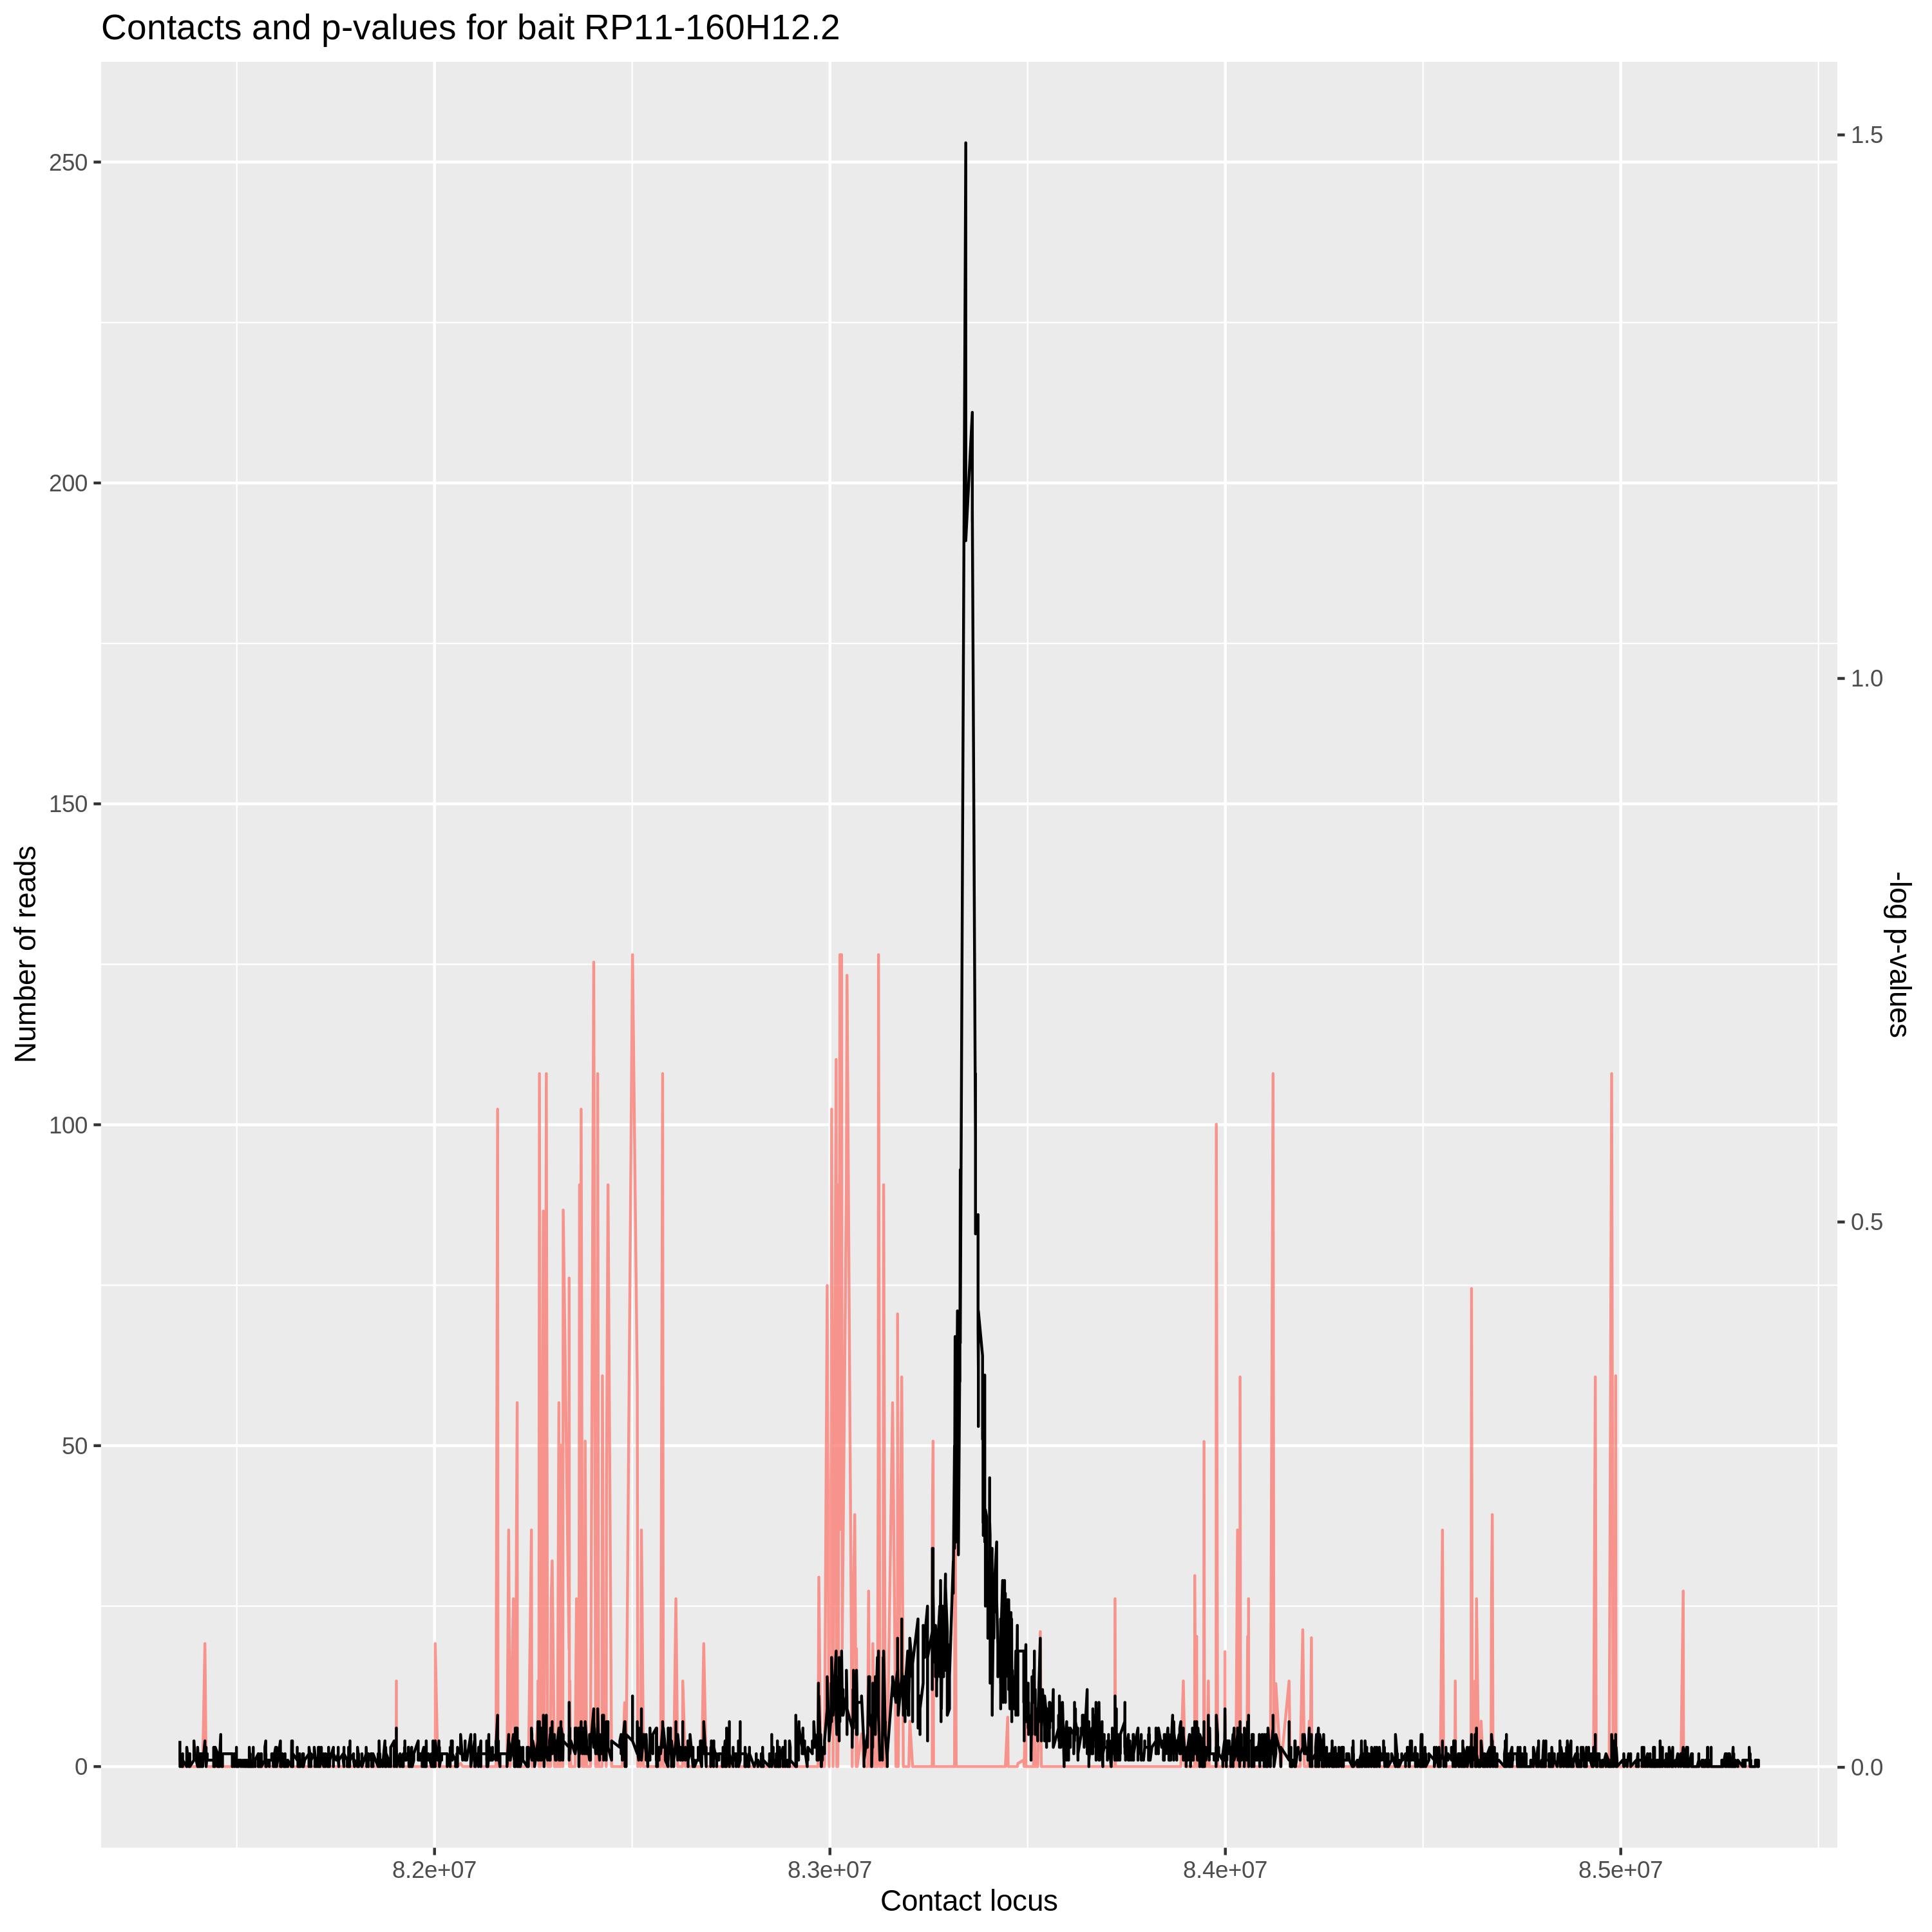 Contacts and p-values for bait RP11-160H12.2
250
200
150
100
50
0
Number of reads
1.5
1.0
0.5
0.0
-log p-values
8.2e+07
8.3e+07
8.4e+07
8.5e+07
Contact locus